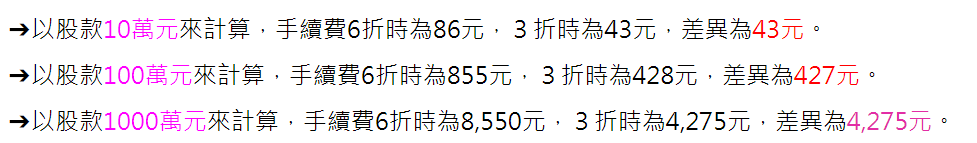 ➔以股款10萬元來計算，手續費6折時為86元，３折時為43元，差異為43元。
➔以股款100萬元來計算，手續費6折時為855元，３折時為428元，差異為427元。
➔以股款1000萬元來計算，手續費6折時為8,550元，３折時為4,275元，差異為4,275元。